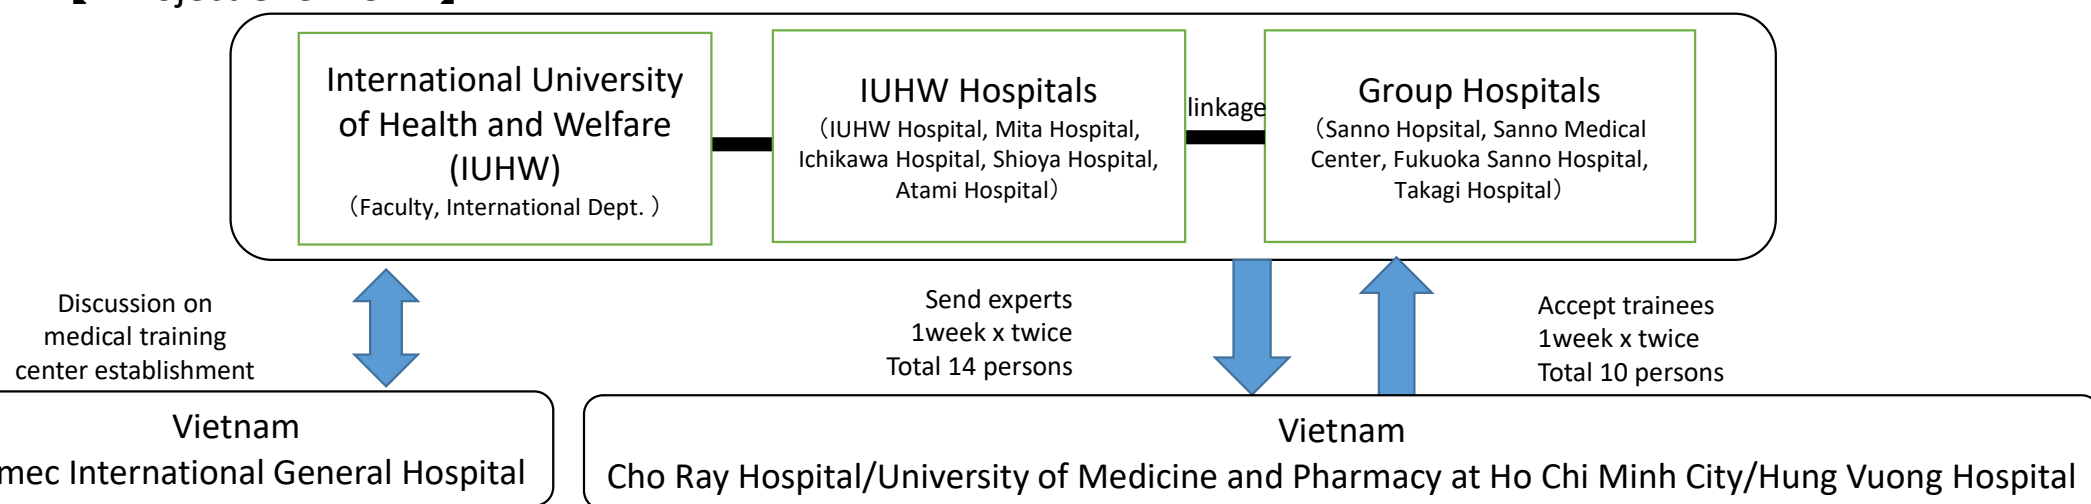 International University
of Health and Welfare
(IUHW)
（Faculty, International Dept. ）
IUHW Hospitals
（IUHW Hospital, Mita Hospital,
Ichikawa Hospital, Shioya Hospital,
Atami Hospital）
linkage
Group Hospitals
（Sanno Hopsital, Sanno Medical
Center, Fukuoka Sanno Hospital,
Takagi Hospital）
Discussion on
medical training
center establishment
Send experts
1week x twice
Total 14 persons
Accept trainees
1week x twice
Total 10 persons
Vietnam
International General Hospital
Vietnam
Cho Ray Hospital/University of Medicine and Pharmacy at Ho Chi Minh City/Hung Vuong Hospital